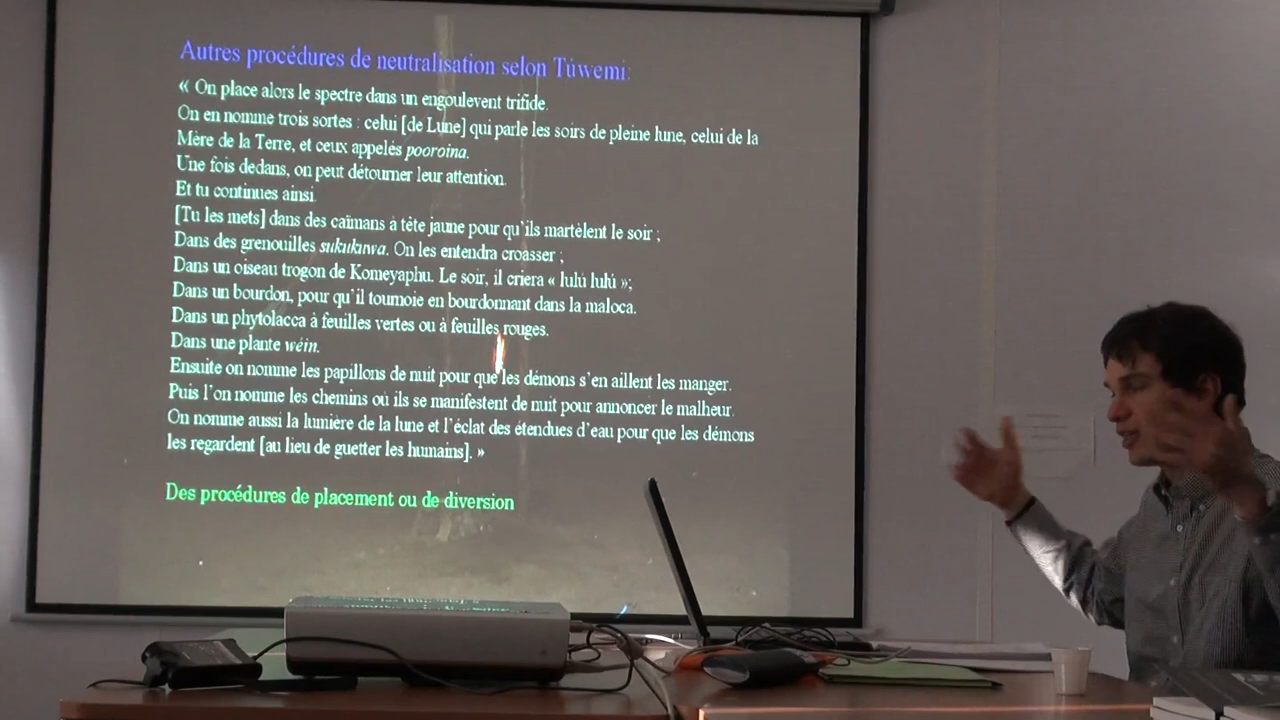 Autres procédures de neutralisation selon Túwemi:
« On place alors le spectre dans un engoulevent trifide.
On en nomme trois sortes : celui [de Lune] qui parle les soirs de pleine lune, celui de la
Mère de la Terre, et ceux appelés pooroina.
Une fois dedans, on peut détourner leur attention.
Et tu continues ainsi.
[Tu les mets] dans des caïmans à tête jaune pour qu'ils martèlent le soir ;
Dans des grenouilles sukukuwa. On les entendra croasser ;
Dans un oiseau trogon de Komeyaphu. Le soir, il criera « lulú lulú »;
Dans un bourdon, pour qu'il tournoie en bourdonnant dans la maloca.
Dans un phytolacca à feuilles vertes ou à feuilles rouges.
Dans une plante wéin.
Ensuite on nomme les papillons de nuit pour que les démons s'en aillent les manger.
Puis l'on nomme les chemins où ils se manifestent de nuit pour annoncer le malheur.
On nomme aussi la lumière de la lune et l'éclat des étendues d'eau pour que les démons
les regardent [au lieu de guetter les humains]. »
Des procédures de placement ou de diversion